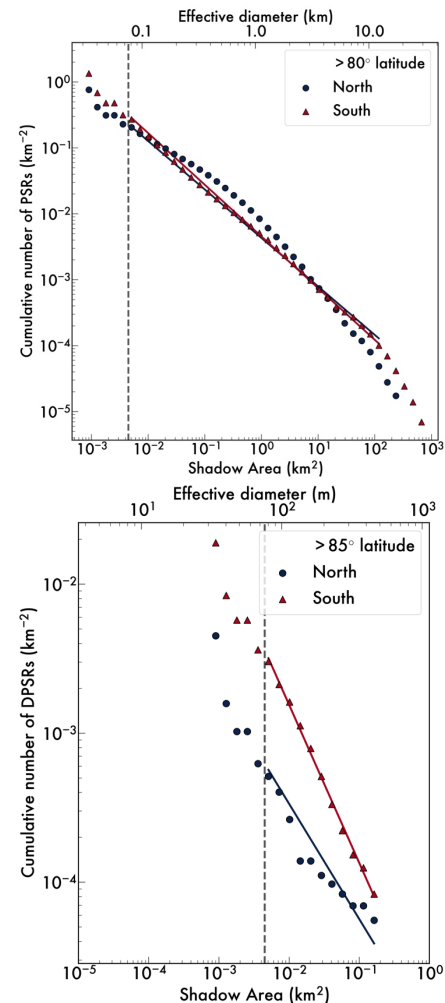 Effective diameter (km)
0.1 1.0 10.0
>80° latitude
North
South
Cumulative number of PSRs (km⁻²)
10⁰
10⁻¹
10⁻²
10⁻³
10⁻⁴
10⁻⁵
10⁻³ 10⁻² 10⁻¹ 10⁰ 10¹ 10² 10³
Shadow Area (km²)
Effective diameter (m)
10¹ 10² 10³
>85° latitude
North
South
Cumulative number of DPSRs (km⁻²)
10⁻²
10⁻³
10⁻⁴
10⁻⁵ 10⁻⁴ 10⁻³ 10⁻² 10⁻¹ 10⁰
Shadow Area (km²)